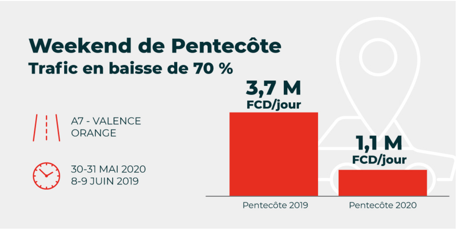 Weekend de Pentecôte
Trafic en baisse de 70 %
A7 - VALENCE
ORANGE
30-31 MAI 2020
8-9 JUIN 2019
3,7 M
FCD/jour
1,1 M
FCD/jour
Pentecôte 2019
Pentecôte 2020